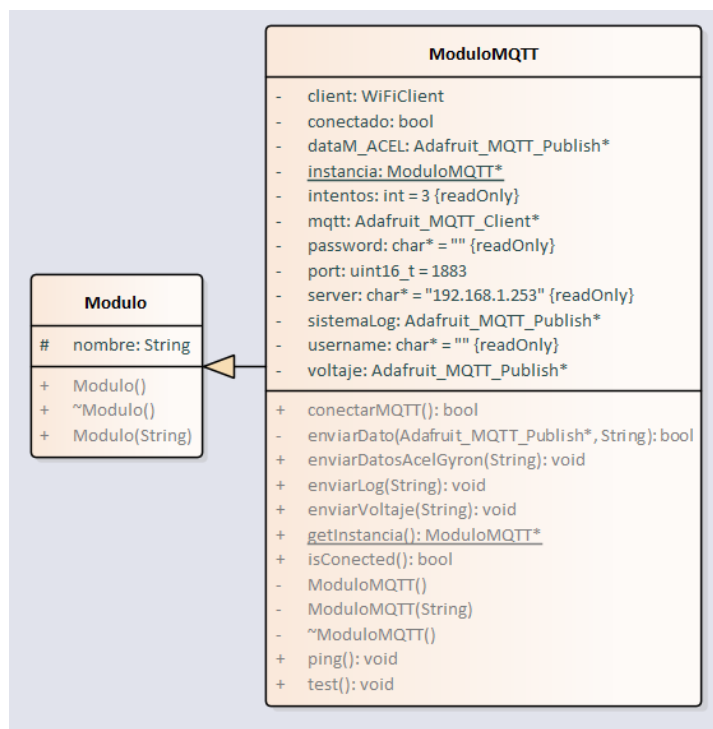 ModuloMQTT
- client: WiFiClient
- conectado: bool
- dataM_ACEL: Adafruit_MQTT_Publish*
- instancia: ModuloMQTT*
- intentos: int = 3 {readOnly}
- mqtt: Adafruit_MQTT_Client*
- password: char* = "" {readOnly}
- port: uint16_t = 1883
- server: char* = "192.168.1.253" {readOnly}
- sistemaLog: Adafruit_MQTT_Publish*
- username: char* = "" {readOnly}
- voltaje: Adafruit_MQTT_Publish*
+ conectarMQTT(): bool
- enviarDato(Adafruit_MQTT_Publish*, String): bool
+ enviarDatosAcelGyron(String): void
+ enviarLog(String): void
+ enviarVoltaje(String): void
+ getInstancia(): ModuloMQTT*
+ isConected(): bool
- ModuloMQTT()
- ModuloMQTT(String)
- ~ModuloMQTT()
+ ping(): void
+ test(): void
Modulo
# nombre: String
+ Modulo()
+ ~Modulo()
+ Modulo(String)